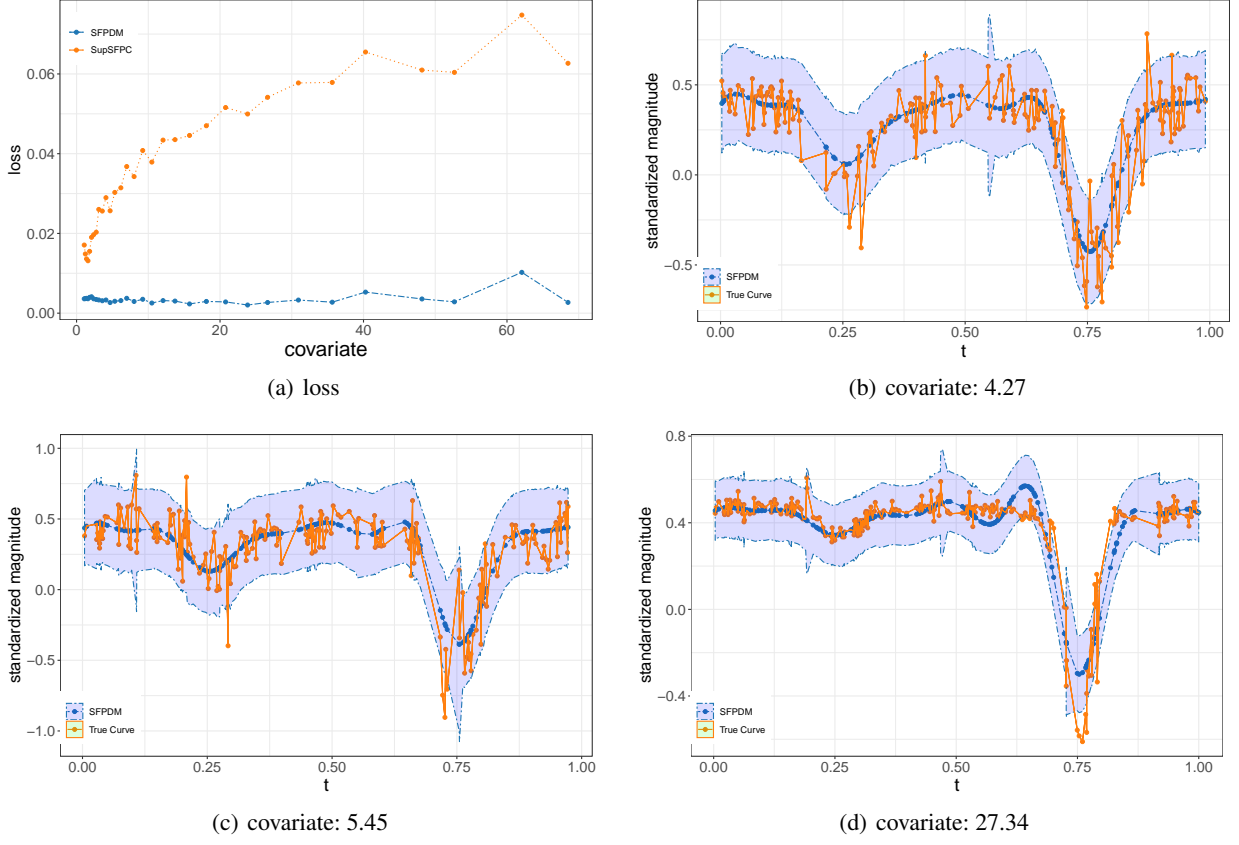 SFPDM
SupSFPC
0.06
0.04
0.02
0.00
loss
0
20
40
60
covariate
(a) loss
0.5
0.0
−0.5
standardized magnitude
SFPDM
True Curve
0.00
0.25
0.50
0.75
1.00
t
(b) covariate: 4.27
1.0
0.5
0.0
−0.5
−1.0
standardized magnitude
SFPDM
True Curve
0.00
0.25
0.50
0.75
1.00
t
(c) covariate: 5.45
0.8
0.4
0.0
−0.4
standardized magnitude
SFPDM
True Curve
0.00
0.25
0.50
0.75
1.00
t
(d) covariate: 27.34